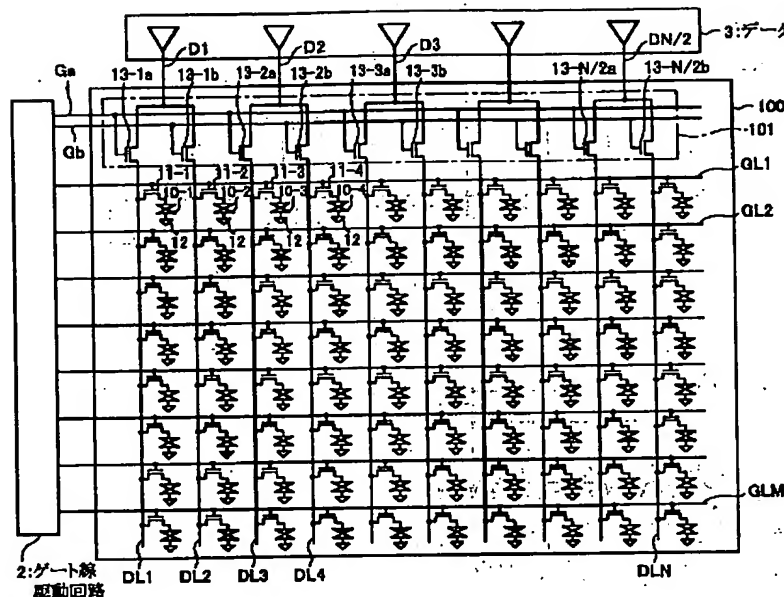 3:データ
D1 D2 D3 DN/2
13-1a 13-1b 13-2a 13-2b 13-3a 13-3b 13-N/2a 13-N/2b
Ga
Gb
100
101
11-1 11-2 11-3 11-4
10-1 10-2 10-3 10-4
12 12 12 12
GL1
GL2
GLM
2:ゲート線
駆動回路
DL1 DL2 DL3 DL4 DLN